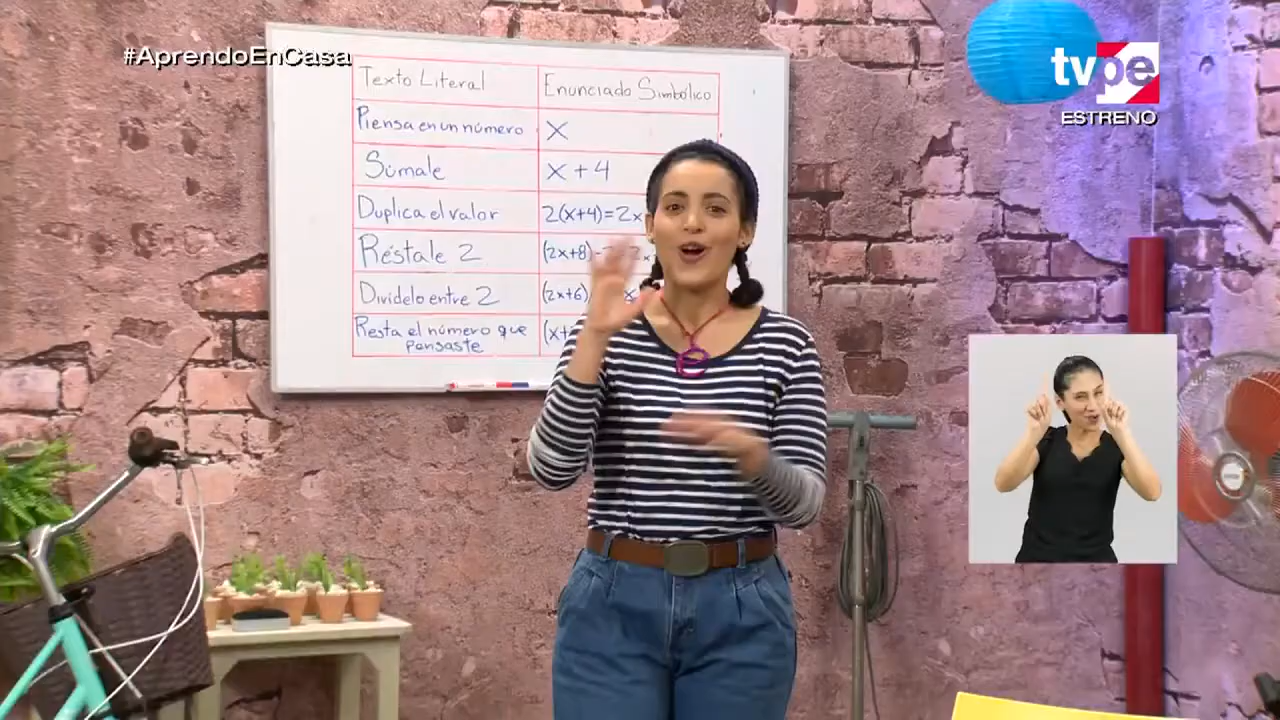 #AprendoEnCasa
tvpe
ESTRENO
Texto Literal Enunciado Simbólico
Piensa en un número X
Súmale X + 4
Duplica el valor 2(x+4)=2x
Réstale 2 (2x+8)-
Divídelo entre 2 (2x+6)
Resta el número que
pensaste (x+